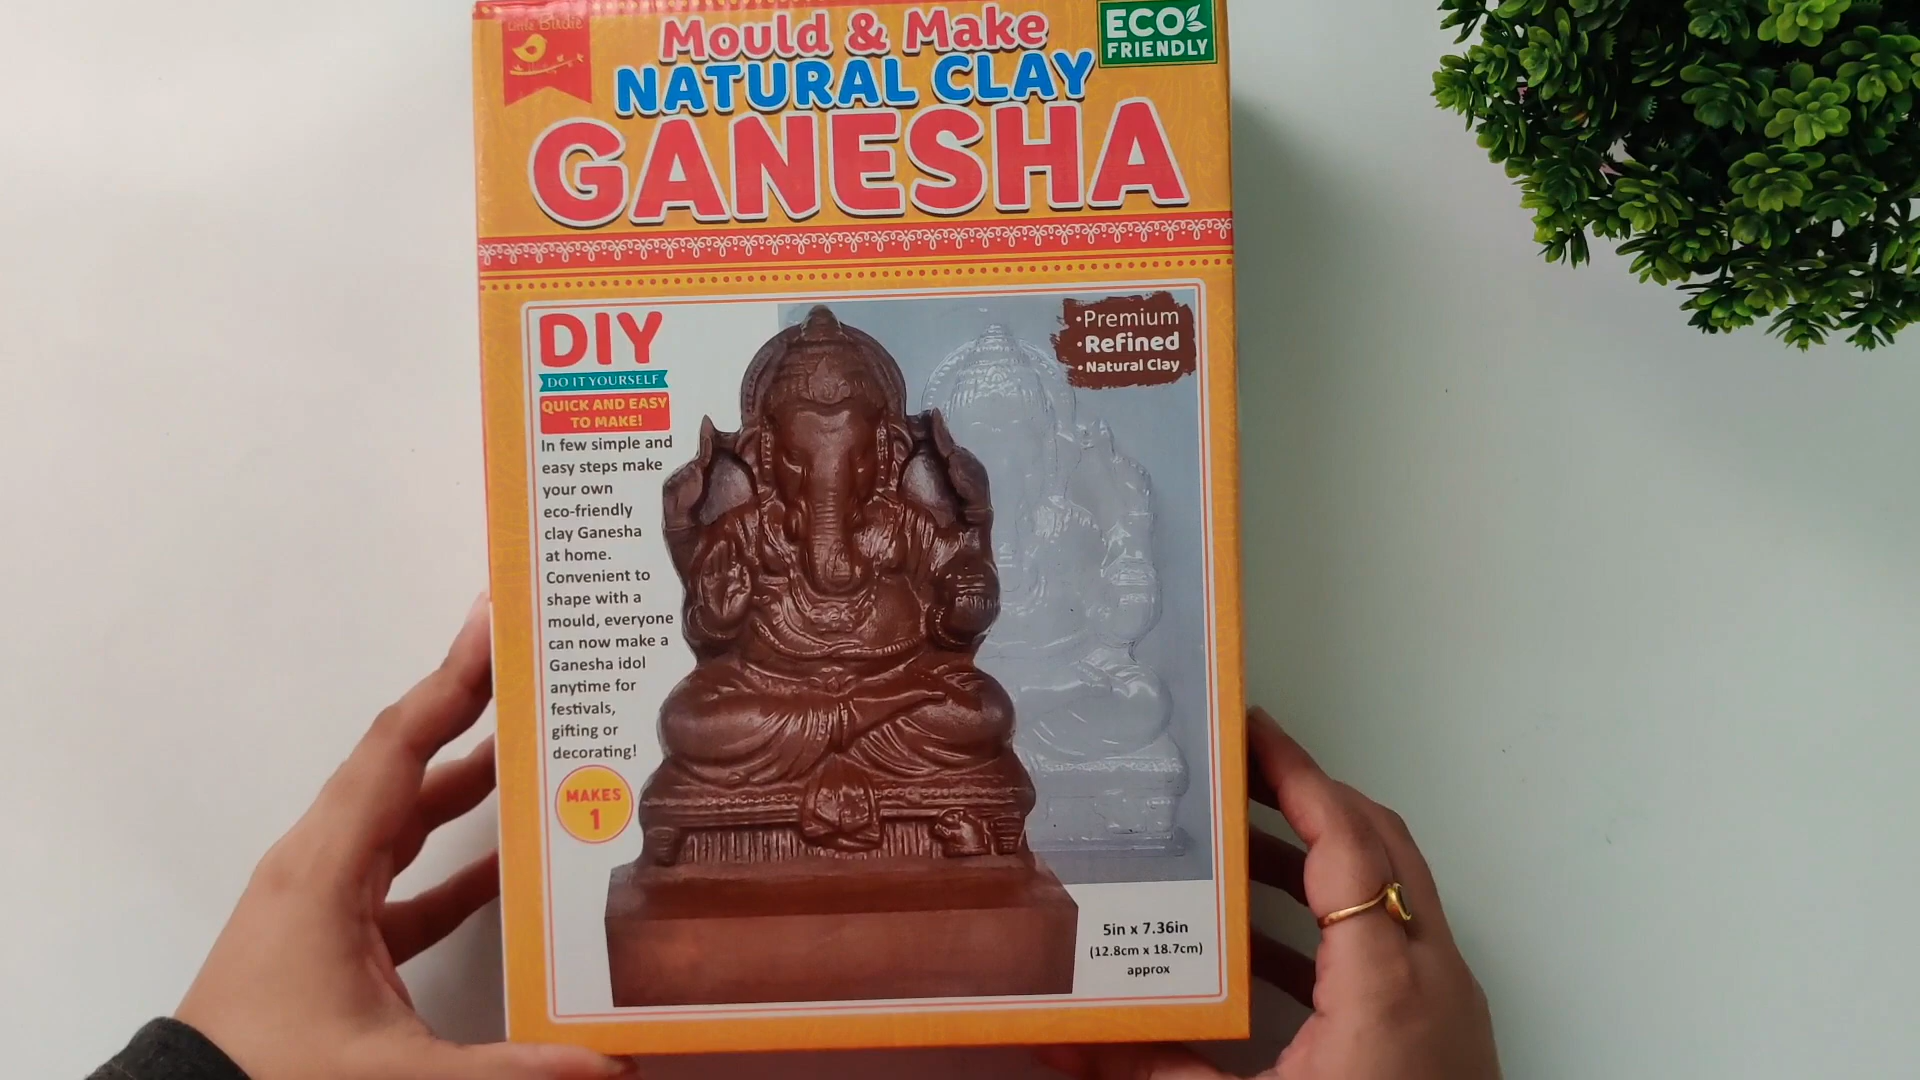 Little Birdie
Mould & Make
NATURAL CLAY
GANESHA
ECO
FRIENDLY
DIY
DO IT YOURSELF
QUICK AND EASY
TO MAKE!
In few simple and
easy steps make
your own
eco-friendly
clay Ganesha
at home.
Convenient to
shape with a
mould, everyone
can now make a
Ganesha idol
anytime for
festivals,
gifting or
decorating!
MAKES
1
•Premium
•Refined
•Natural Clay
5in x 7.36in
(12.8cm x 18.7cm)
approx